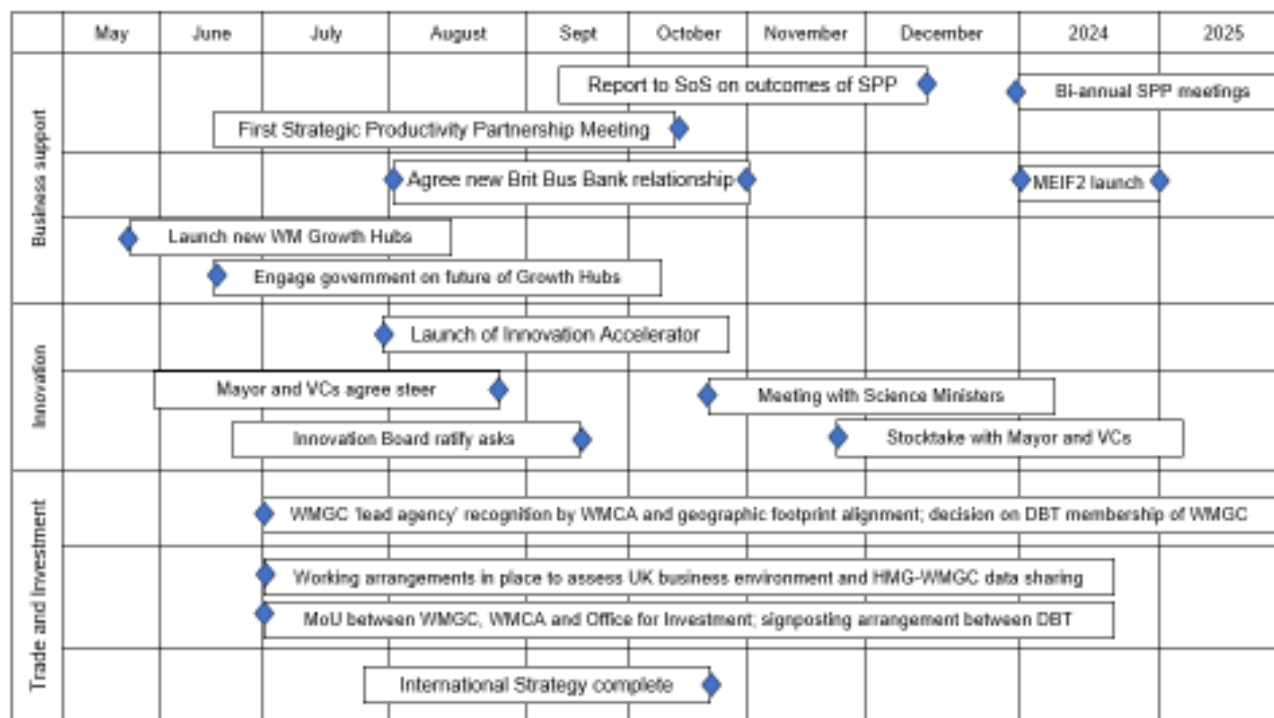 May June July August Sept October November December 2024 2025
Business support
Report to SoS on outcomes of SPP
Bi-annual SPP meetings
First Strategic Productivity Partnership Meeting
Agree new Brit Bus Bank relationship
MEIF2 launch
Launch new WM Growth Hubs
Engage government on future of Growth Hubs
Innovation
Launch of Innovation Accelerator
Mayor and VCs agree steer
Meeting with Science Ministers
Innovation Board ratify asks
Stocktake with Mayor and VCs
Trade and Investment
WMGC 'lead agency' recognition by WMCA and geographic footprint alignment; decision on DBT membership of WMGC
Working arrangements in place to assess UK business environment and HMG-WMGC data sharing
MoU between WMGC, WMCA and Office for Investment; signposting arrangement between DBT
International Strategy complete